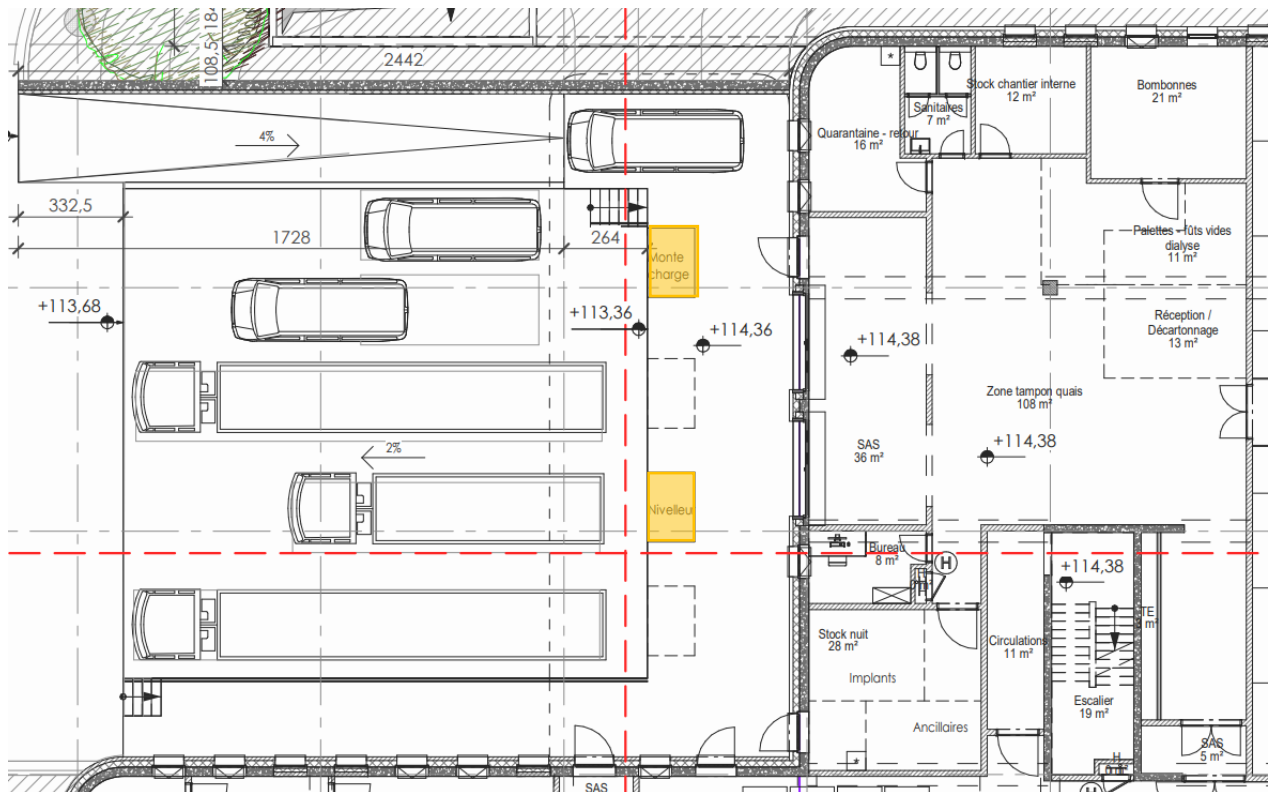 108,5
184
2442
4%
332,5
1728
264
Monte
charge
+113,68
+113,36
+114,36
2%
Nivelleur
*
Sanitaires
7 m²
Stock chantier interne
12 m²
Bombonnes
21 m²
Quarantaine - retour
16 m²
Palettes - fûts vides
dialyse
11 m²
Réception /
Décartonnage
13 m²
+114,38
Zone tampon quais
108 m²
+114,38
SAS
36 m²
Bureau
8 m²
H
+114,38
Stock nuit
28 m²
Implants
Ancillaires
*
Circulations
11 m²
Escalier
19 m²
H
TE
SAS
5 m²
SAS
H